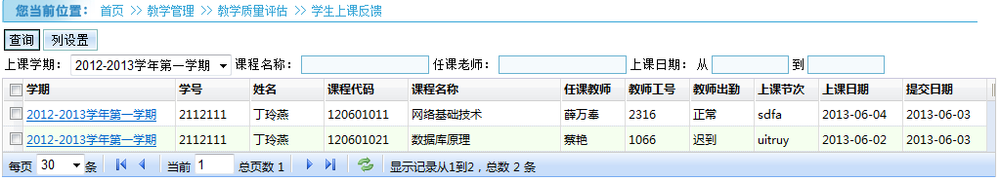 您当前位置： 首页 >> 教学管理 >> 教学质量评估 >> 学生上课反馈
查询 列设置
上课学期： 2012-2013学年第一学期 课程名称： 任课老师： 上课日期： 从 到
学期 学号 姓名 课程代码 课程名称 任课教师 教师工号 教师出勤 上课节次 上课日期 提交日期
2012-2013学年第一学期 2112111 丁玲燕 120601011 网络基础技术 薛万奉 2316 正常 sdfa 2013-06-04 2013-06-03
2012-2013学年第一学期 2112111 丁玲燕 120601021 数据库原理 蔡艳 1066 迟到 uitruy 2013-06-02 2013-06-03
每页 30 条 当前 1 总页数 1 显示记录从1到2，总数 2 条